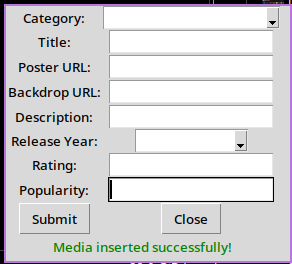 Category:
Title:
Poster URL:
Backdrop URL:
Description:
Release Year:
Rating:
Popularity:
Submit Close
Media inserted successfully!